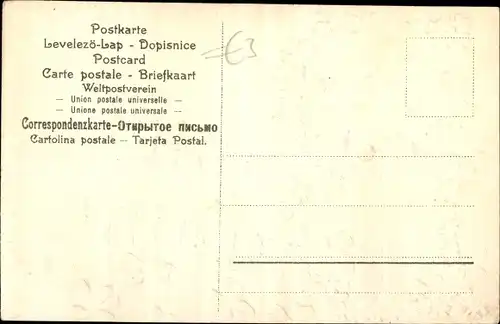 Postkarte
Levelezö-Lap - Dopisnice
Postcard
Carte postale - Briefkaart
Weltpostverein
— Union postale universelle —
— Unione postale universale —
Correspondenzkarte-Открытое письмо
Cartolina postale — Tarjeta Postal.
=€3